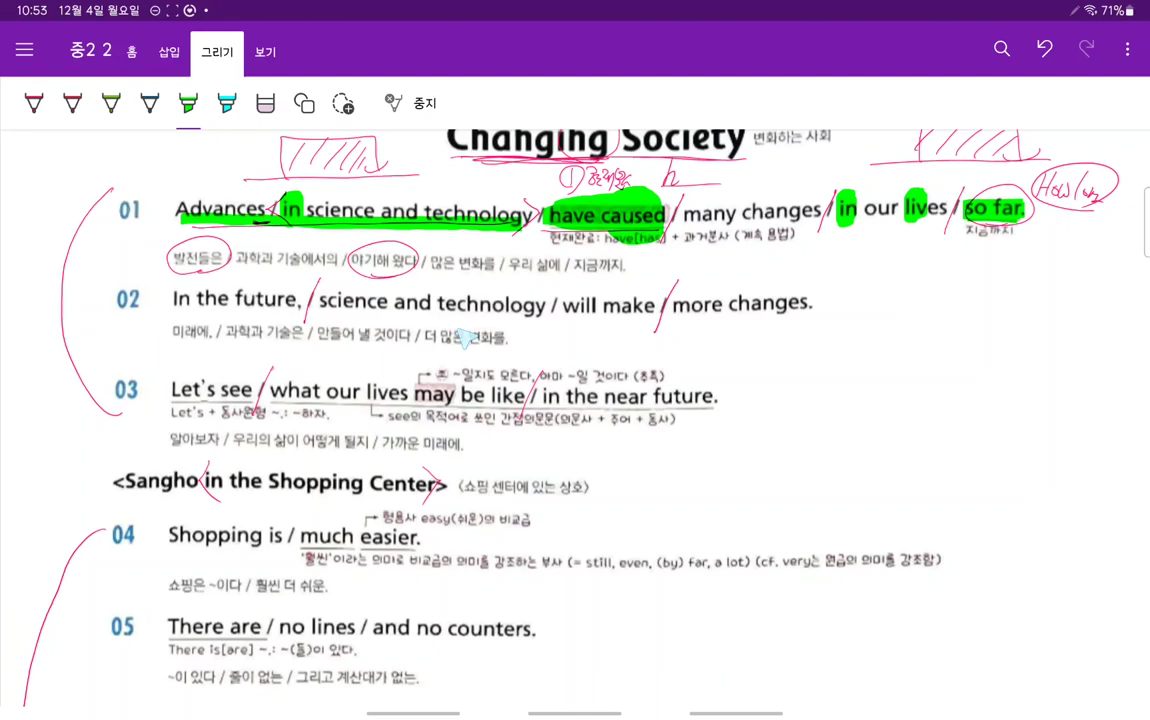 10:53 12월 4일 월요일 71%
중2 2 홈 삽입 그리기 보기
중지
Changing Society 변화하는 사회
01 Advances / in science and technology / have caused / many changes / in our lives / so far.
현재완료: have[has] + 과거분사 (계속 용법) 지금까지
발전들은 / 과학과 기술에서의 / 야기해 왔다 / 많은 변화를 / 우리 삶에 / 지금까지.
02 In the future, / science and technology / will make / more changes.
미래에, / 과학과 기술은 / 만들어 낼 것이다 / 더 많은 변화를.
~일지도 모른다, 아마 ~일 것이다 (추측)
03 Let's see / what our lives may be like / in the near future.
Let's + 동사원형 ~.: ~하자. see의 목적어로 쓰인 간접의문문(의문사 + 주어 + 동사)
알아보자 / 우리의 삶이 어떻게 될지 / 가까운 미래에.
<Sangho in the Shopping Center> 〈쇼핑 센터에 있는 상호〉
형용사 easy(쉬운)의 비교급
04 Shopping is / much easier.
'훨씬'이라는 의미로 비교급의 의미를 강조하는 부사 (= still, even, (by) far, a lot) (cf. very는 원급의 의미를 강조함)
쇼핑은 ~이다 / 훨씬 더 쉬운.
05 There are / no lines / and no counters.
There is[are] ~.: ~(들)이 있다.
~이 있다 / 줄이 없는 / 그리고 계산대가 없는.